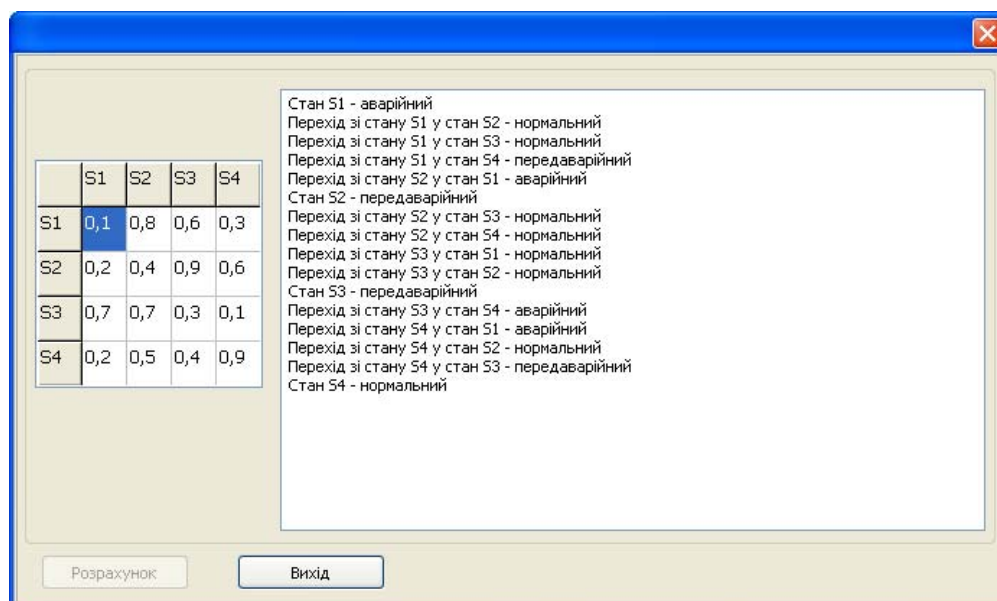 S1 S2 S3 S4
S1 0,1 0,8 0,6 0,3
S2 0,2 0,4 0,9 0,6
S3 0,7 0,7 0,3 0,1
S4 0,2 0,5 0,4 0,9
Стан S1 - аварійний
Перехід зі стану S1 у стан S2 - нормальний
Перехід зі стану S1 у стан S3 - нормальний
Перехід зі стану S1 у стан S4 - передаварійний
Перехід зі стану S2 у стан S1 - аварійний
Стан S2 - передаварійний
Перехід зі стану S2 у стан S3 - нормальний
Перехід зі стану S2 у стан S4 - нормальний
Перехід зі стану S3 у стан S1 - нормальний
Перехід зі стану S3 у стан S2 - нормальний
Стан S3 - передаварійний
Перехід зі стану S3 у стан S4 - аварійний
Перехід зі стану S4 у стан S1 - аварійний
Перехід зі стану S4 у стан S2 - нормальний
Перехід зі стану S4 у стан S3 - передаварійний
Стан S4 - нормальний
Розрахунок
Вихід